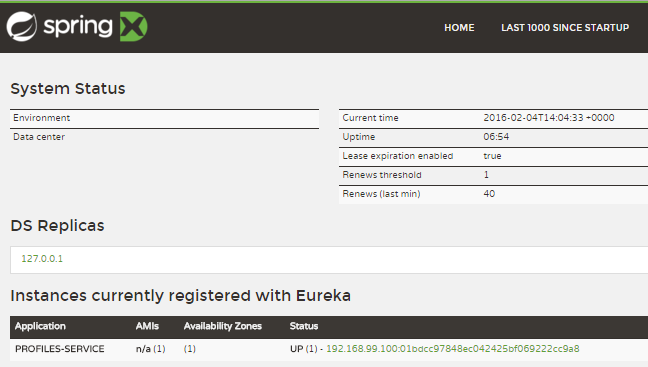 spring
HOME LAST 1000 SINCE STARTUP
System Status
Environment
Data center
Current time 2016-02-04T14:04:33 +0000
Uptime 06:54
Lease expiration enabled true
Renews threshold 1
Renews (last min) 40
DS Replicas
127.0.0.1
Instances currently registered with Eureka
Application AMIs Availability Zones Status
PROFILES-SERVICE n/a (1) (1) UP (1) - 192.168.99.100:01bdcc97848ec042425bf069222cc9a8